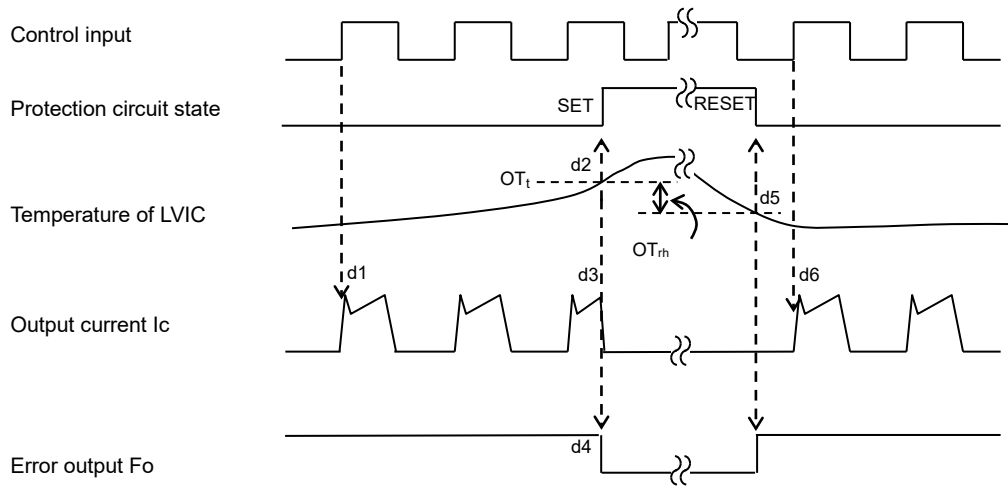 Control input
Protection circuit state
SET
RESET
d2
OTt
d5
Temperature of LVIC
OTrh
d1
d3
d6
Output current Ic
d4
Error output Fo